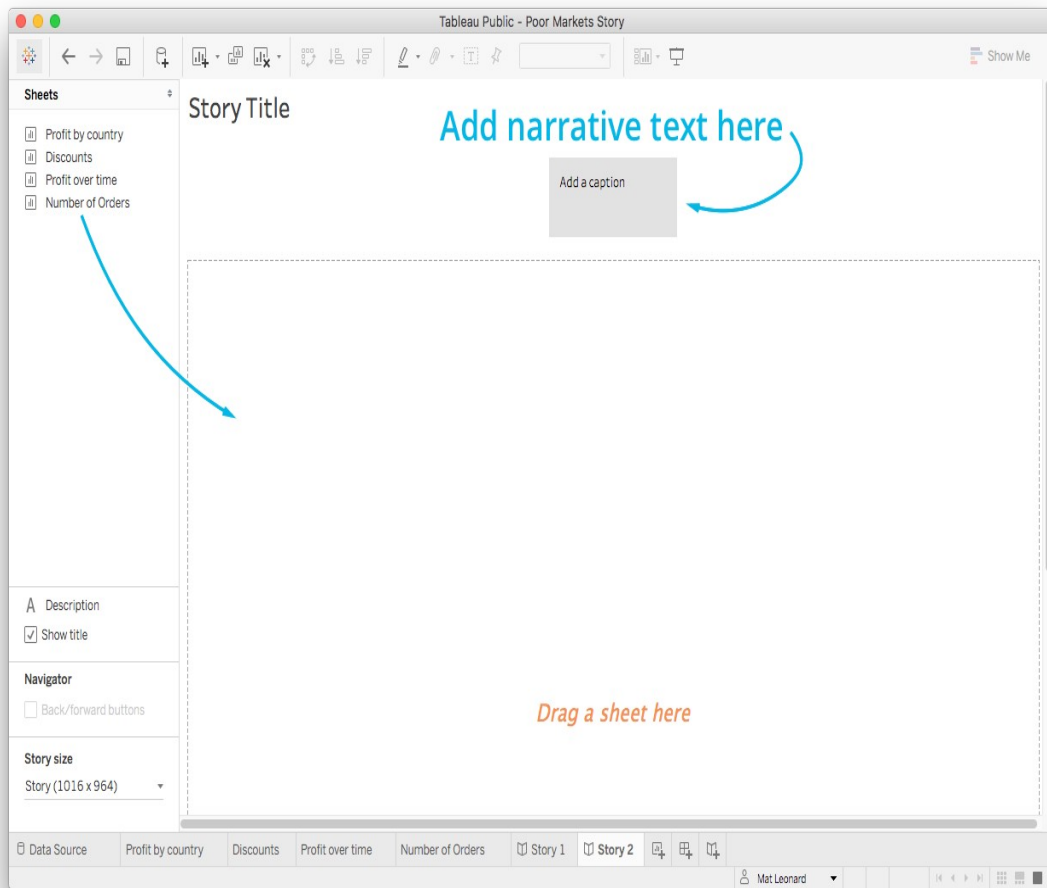 Tableau Public - Poor Markets Story
Show Me
Sheets
Profit by country
Discounts
Profit over time
Number of Orders
Story Title
Add narrative text here
Add a caption
Drag a sheet here
A Description
Show title
Navigator
Back/forward buttons
Story size
Story (1016 x 964)
Data Source Profit by country Discounts Profit over time Number of Orders Story 1 Story 2
Mat Leonard